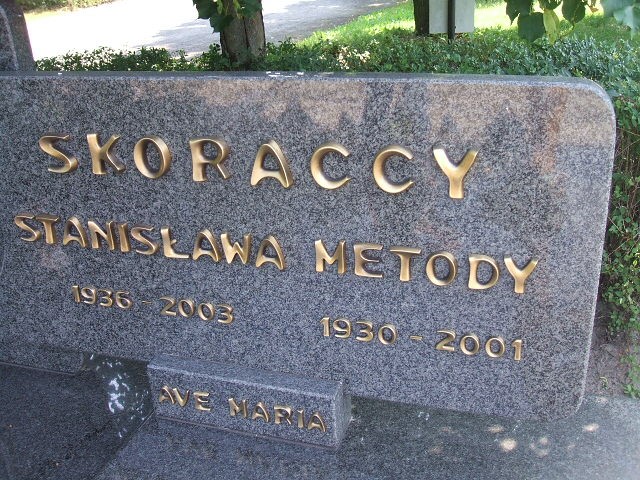 SKORACCY
STANISŁAWA METODY
1936 - 2003 1930 - 2001
AVE MARIA